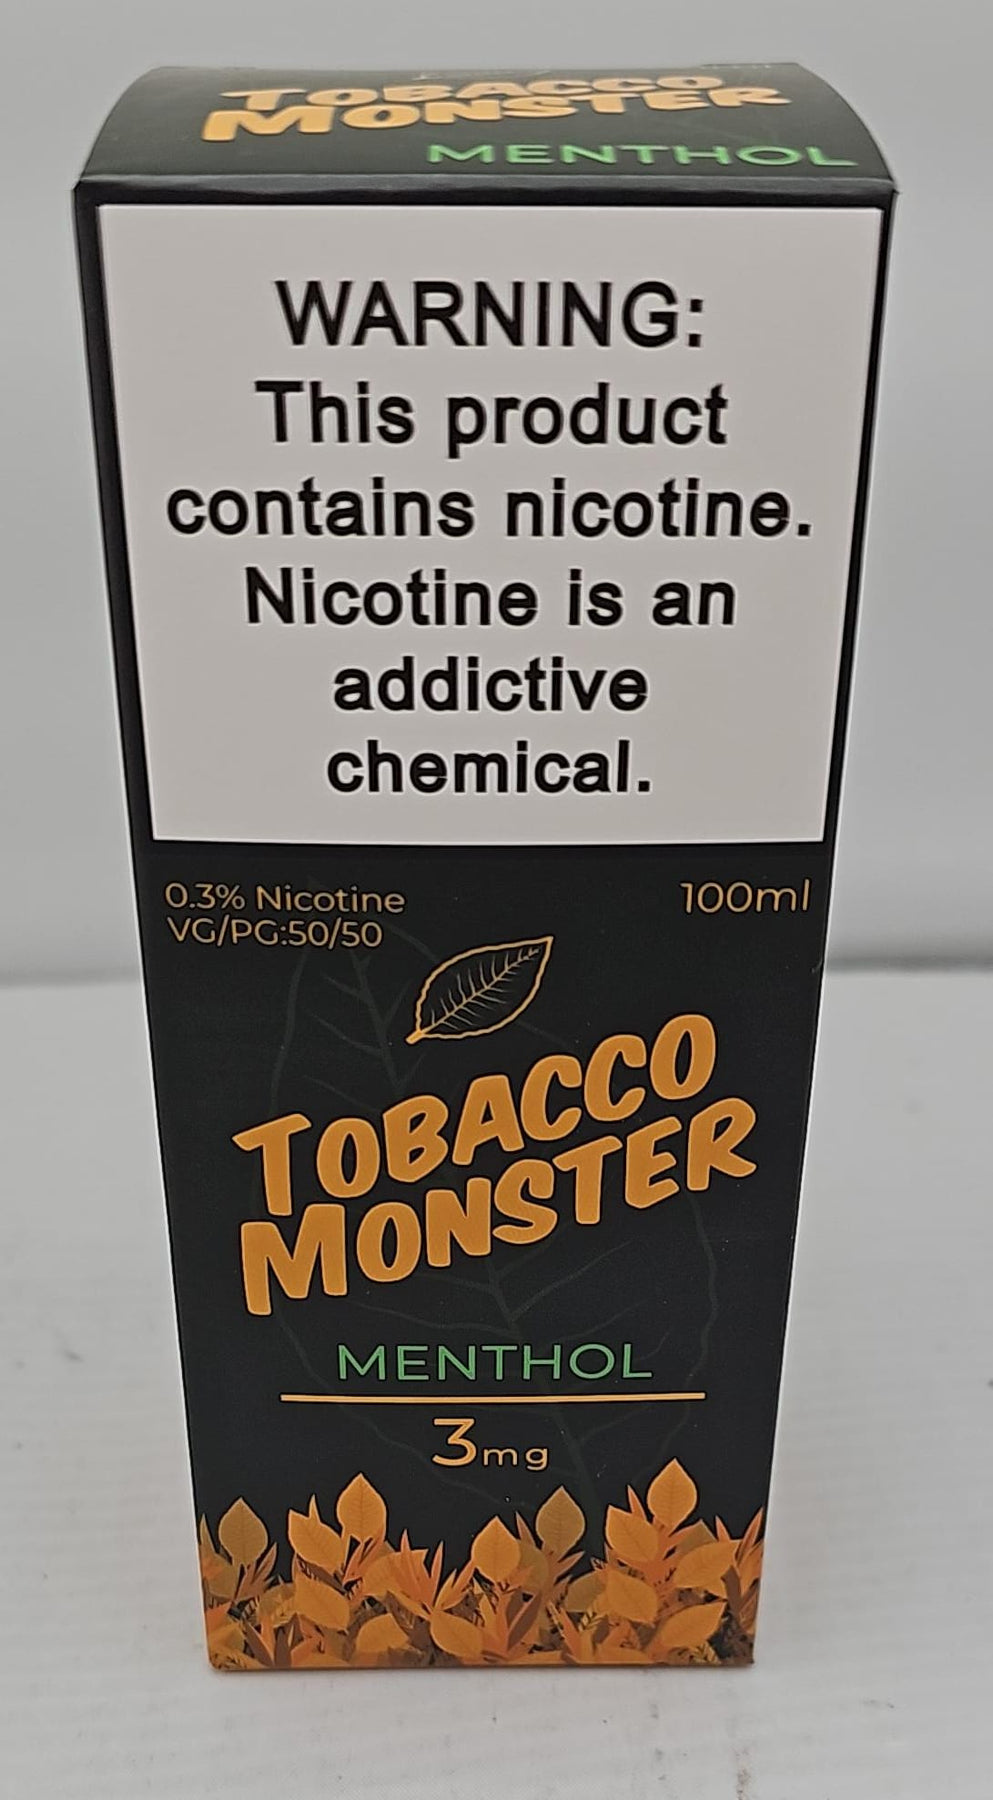 TOBACCO
MONSTER
MENTHOL
WARNING:
This product
contains nicotine.
Nicotine is an
addictive
chemical.
0.3% Nicotine
VG/PG:50/50
100ml
TOBACCO
MONSTER
MENTHOL
3mg